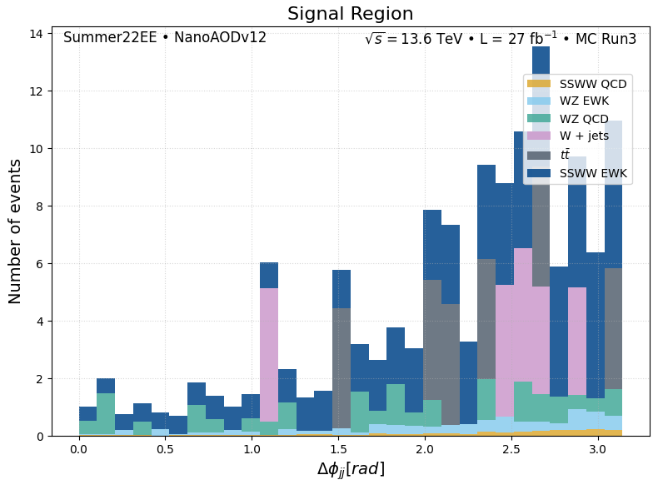 Signal Region
Summer22EE • NanoAODv12
√s = 13.6 TeV • L = 27 fb⁻¹ • MC Run3
SSWW QCD
WZ EWK
WZ QCD
W + jets
tt̄
SSWW EWK
Number of events
14
12
10
8
6
4
2
0
0.0 0.5 1.0 1.5 2.0 2.5 3.0
Δϕjj[rad]